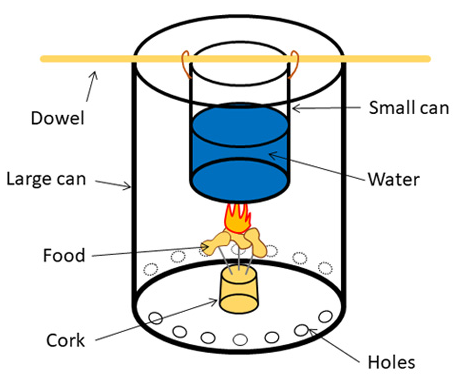 Dowel
Small can
Large can
Water
Food
Cork
Holes